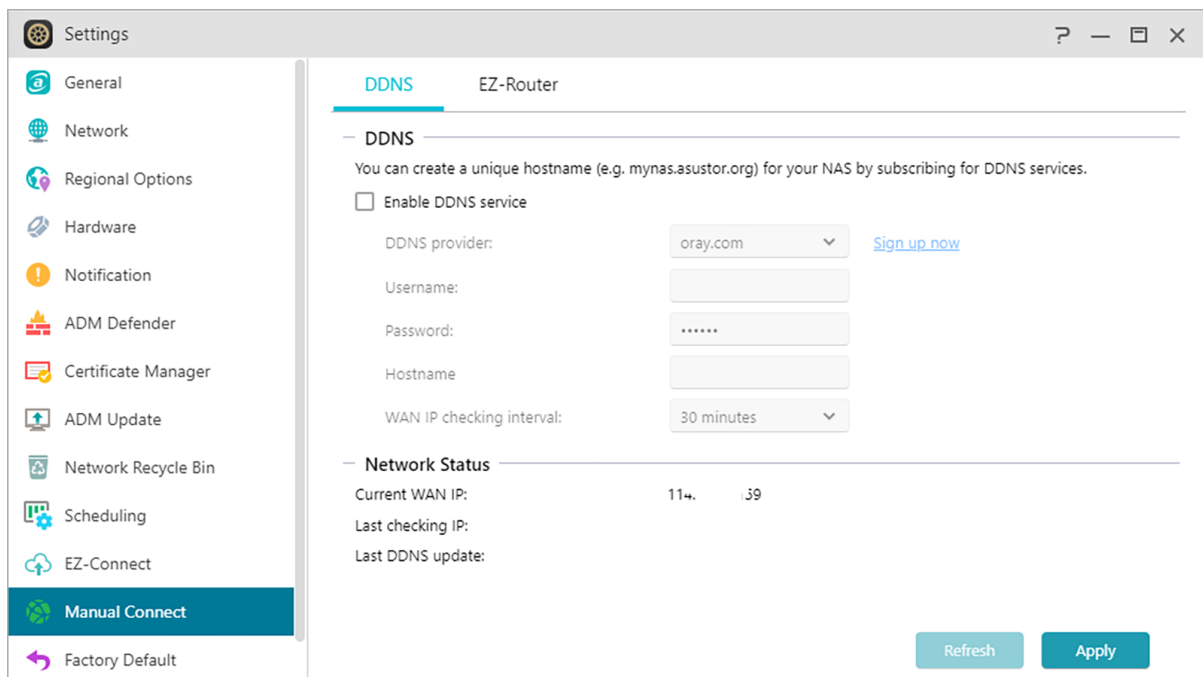 Settings
General
Network
Regional Options
Hardware
Notification
ADM Defender
Certificate Manager
ADM Update
Network Recycle Bin
Scheduling
EZ-Connect
Manual Connect
Factory Default
DDNS EZ-Router
DDNS
You can create a unique hostname (e.g. mynas.asustor.org) for your NAS by subscribing for DDNS services.
Enable DDNS service
DDNS provider: oray.com Sign up now
Username:
Password: ••••••
Hostname
WAN IP checking interval: 30 minutes
Network Status
Current WAN IP: 114.
Last checking IP:
Last DDNS update:
Refresh Apply